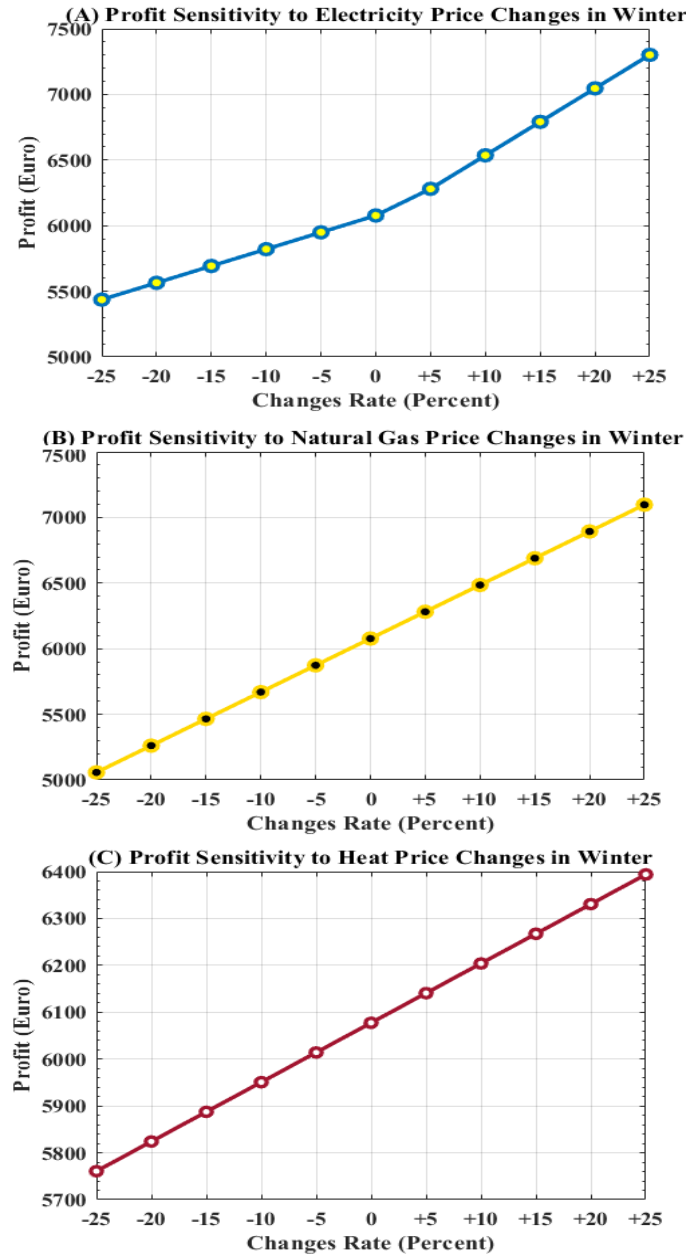 (A) Profit Sensitivity to Electricity Price Changes in Winter
7500
7000
6500
6000
5500
5000
Profit (Euro)
-25 -20 -15 -10 -5 0 +5 +10 +15 +20 +25
Changes Rate (Percent)
(B) Profit Sensitivity to Natural Gas Price Changes in Winter
7500
7000
6500
6000
5500
5000
Profit (Euro)
-25 -20 -15 -10 -5 0 +5 +10 +15 +20 +25
Changes Rate (Percent)
(C) Profit Sensitivity to Heat Price Changes in Winter
6400
6300
6200
6100
6000
5900
5800
5700
Profit (Euro)
-25 -20 -15 -10 -5 0 +5 +10 +15 +20 +25
Changes Rate (Percent)